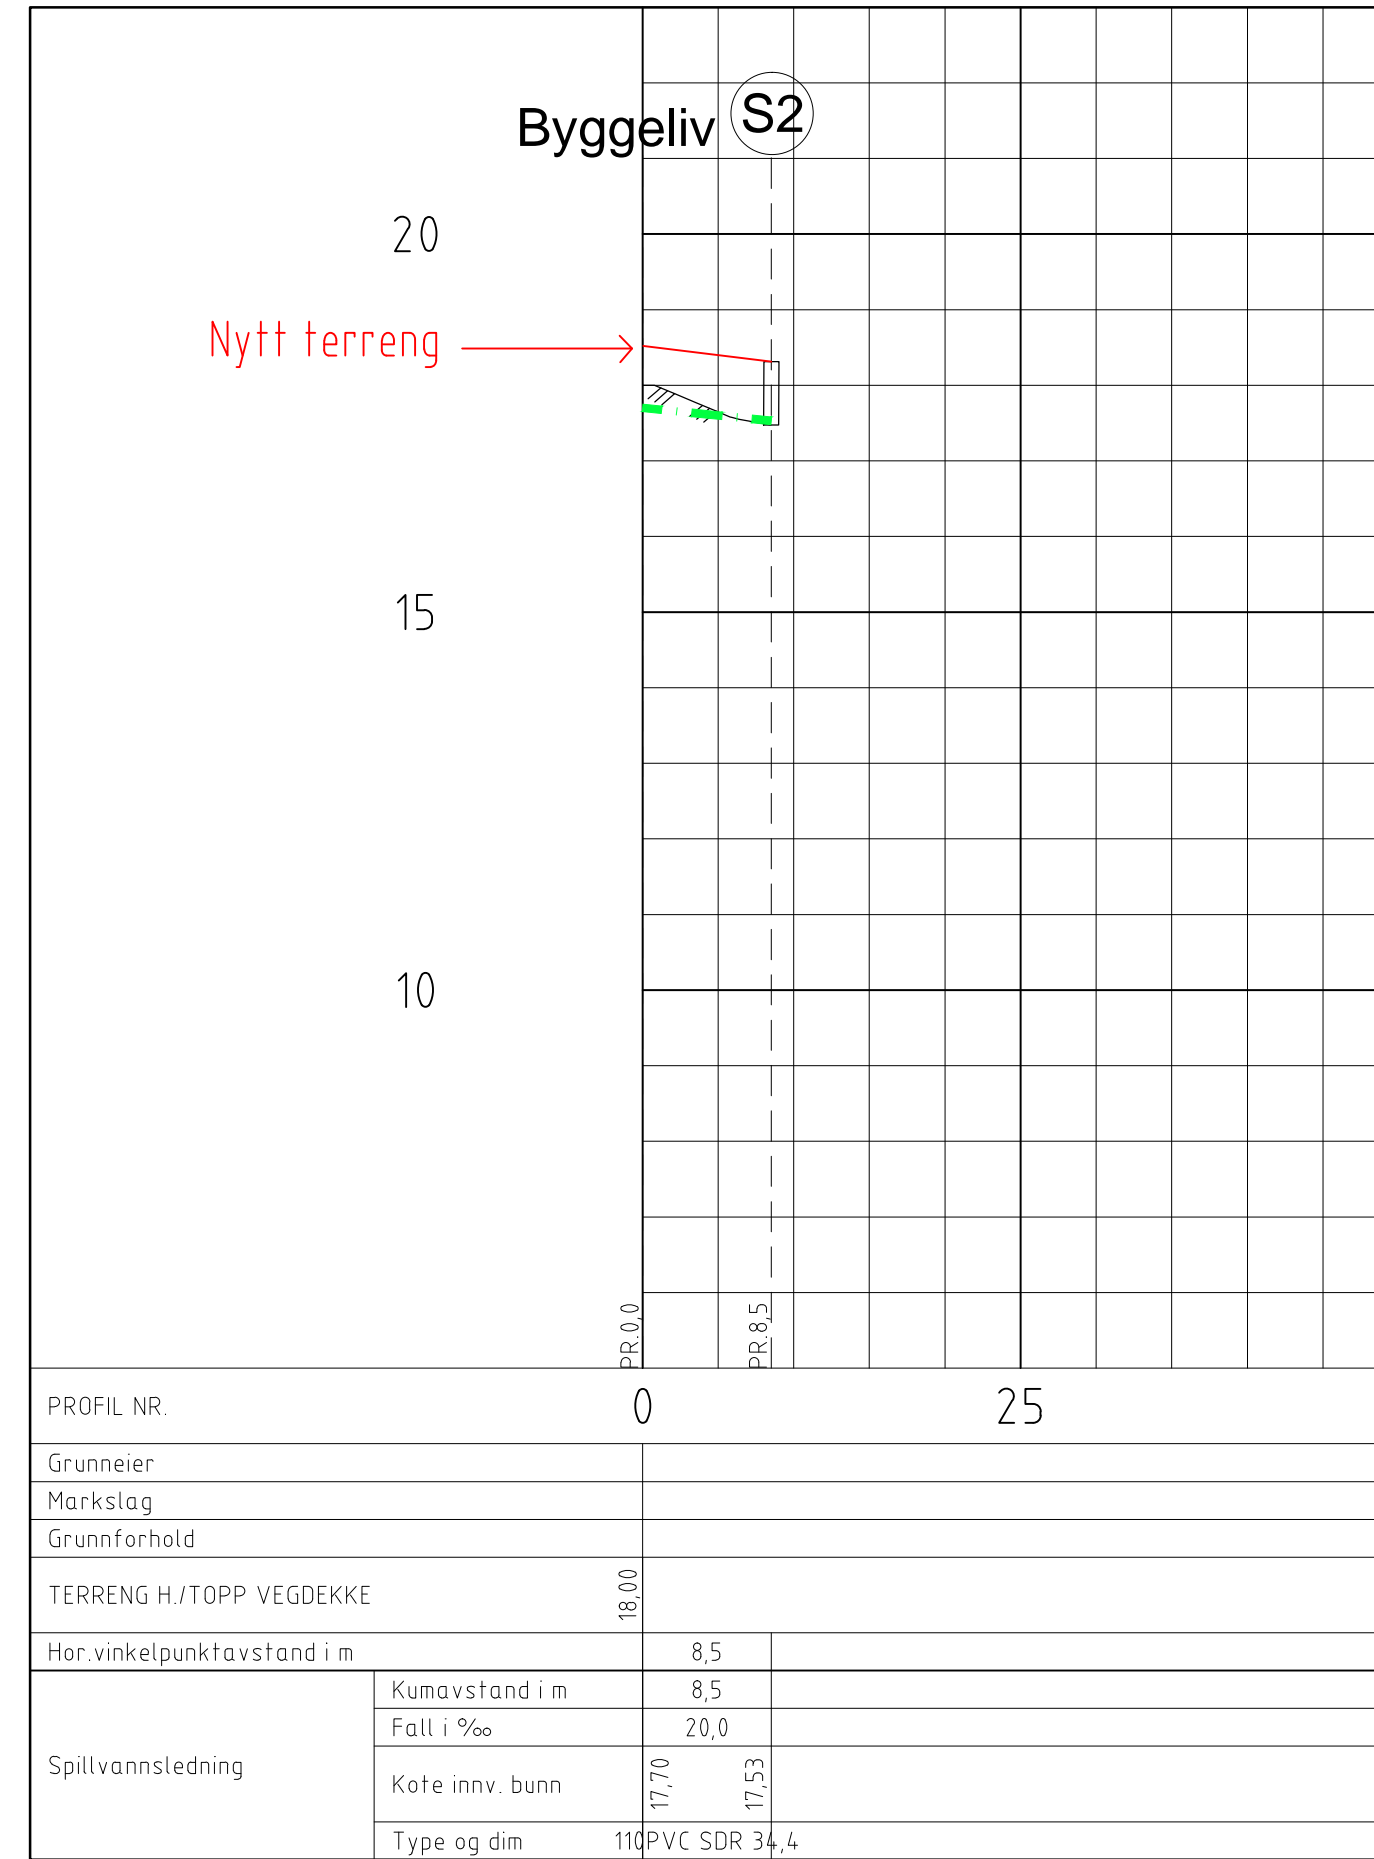 Byggeliv S2
20
Nytt terreng
15
10
PR.0,0 PR.8,5
PROFIL NR. 0 25
Grunneier
Markslag
Grunnforhold
TERRENG H./TOPP VEGDEKKE 18,00
Hor.vinkelpunktavstand i m 8,5
Kumavstand i m 8,5
Fall i ‰ 20,0
Spillvannsledning
Kote innv. bunn 17,70 17,53
Type og dim 110PVC SDR 34,4